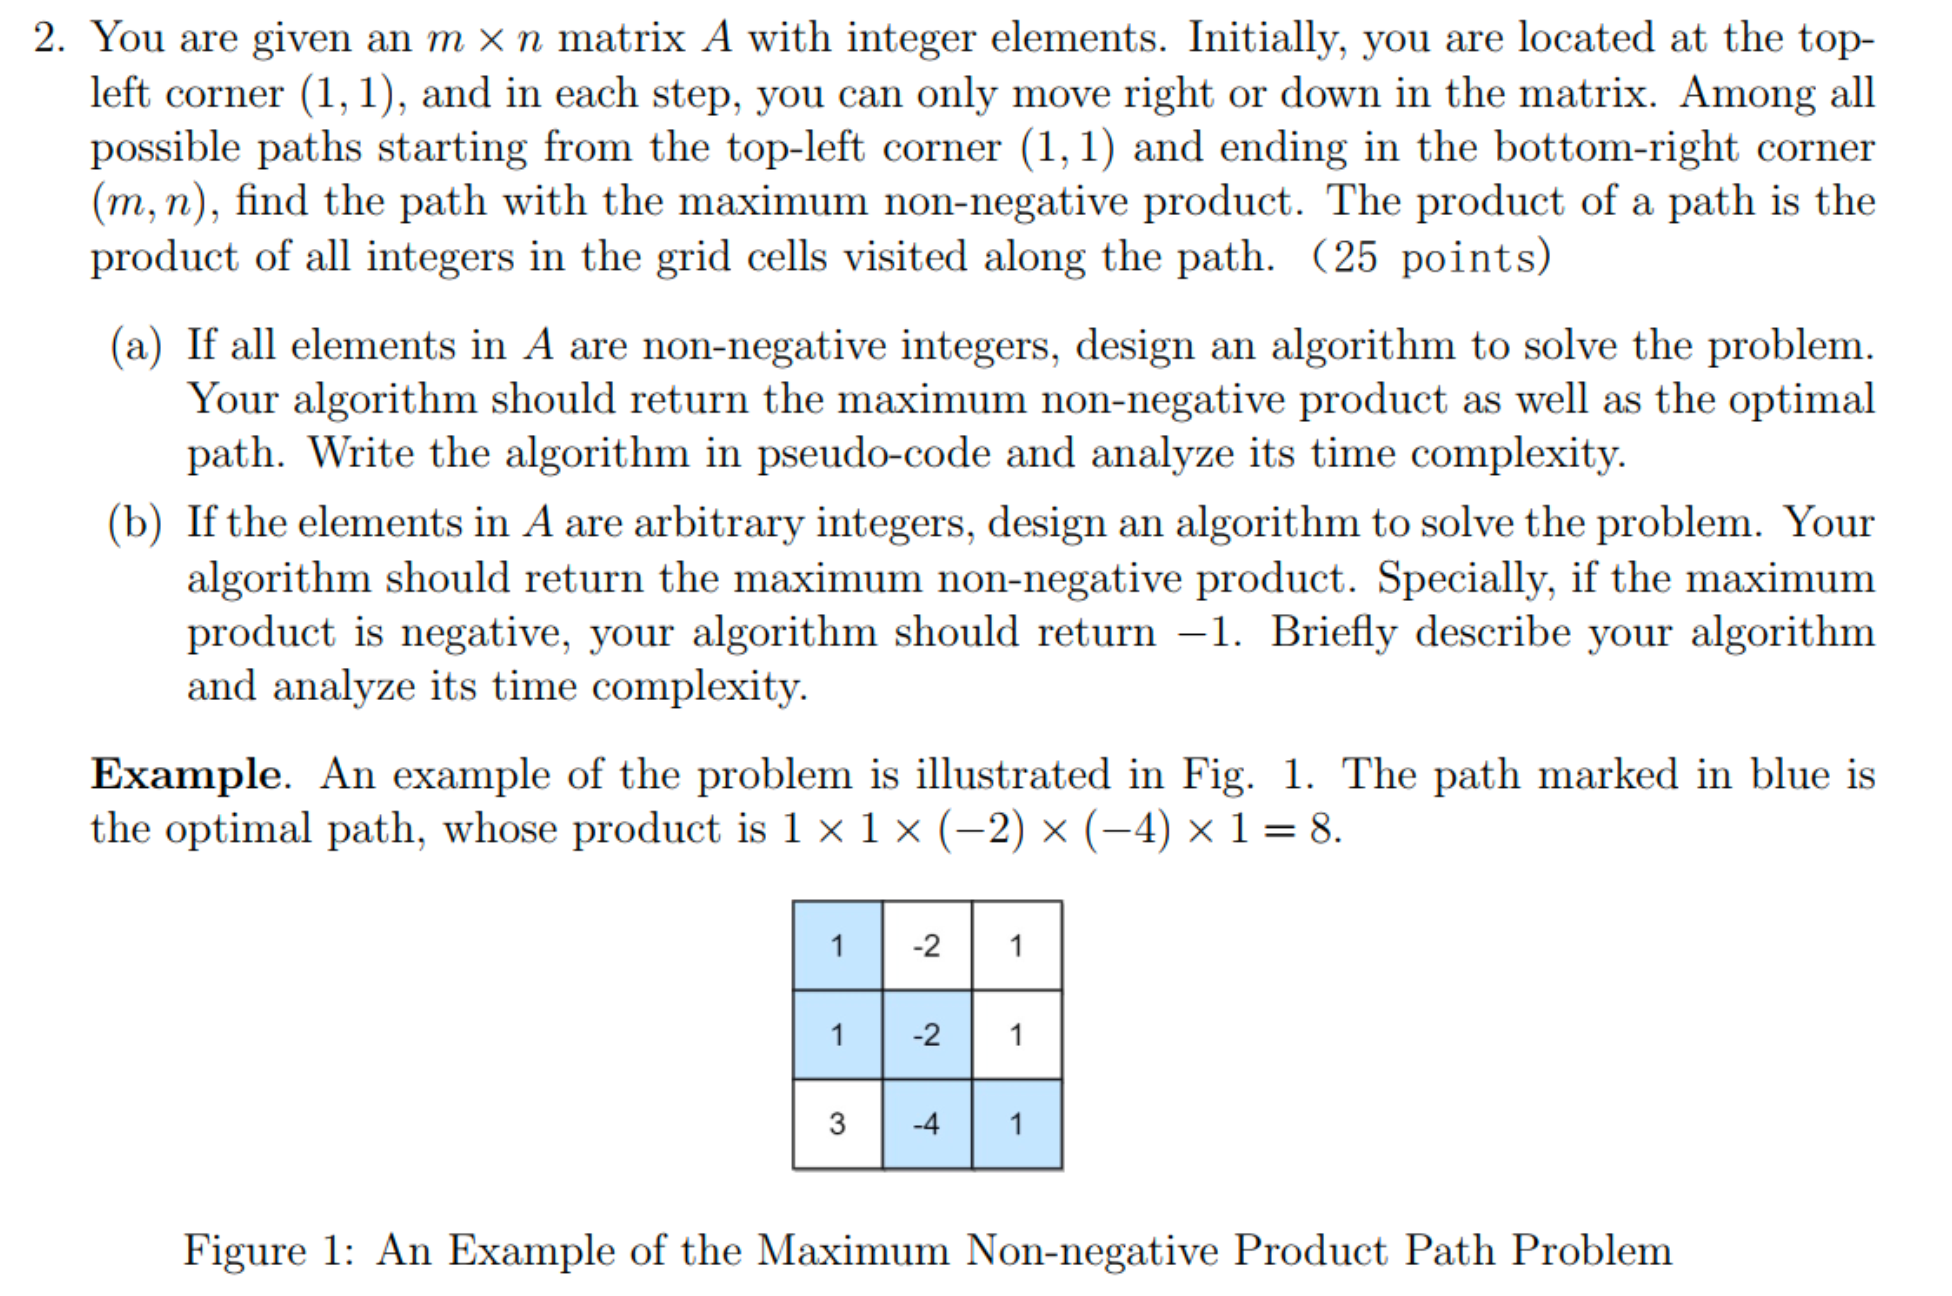 2. You are given an m × n matrix A with integer elements. Initially, you are located at the top-
left corner (1, 1), and in each step, you can only move right or down in the matrix. Among all
possible paths starting from the top-left corner (1, 1) and ending in the bottom-right corner
(m, n), find the path with the maximum non-negative product. The product of a path is the
product of all integers in the grid cells visited along the path. (25 points)
(a) If all elements in A are non-negative integers, design an algorithm to solve the problem.
Your algorithm should return the maximum non-negative product as well as the optimal
path. Write the algorithm in pseudo-code and analyze its time complexity.
(b) If the elements in A are arbitrary integers, design an algorithm to solve the problem. Your
algorithm should return the maximum non-negative product. Specially, if the maximum
product is negative, your algorithm should return −1. Briefly describe your algorithm
and analyze its time complexity.
Example. An example of the problem is illustrated in Fig. 1. The path marked in blue is
the optimal path, whose product is 1 × 1 × (−2) × (−4) × 1 = 8.
1 -2 1
1 -2 1
3 -4 1
Figure 1: An Example of the Maximum Non-negative Product Path Problem